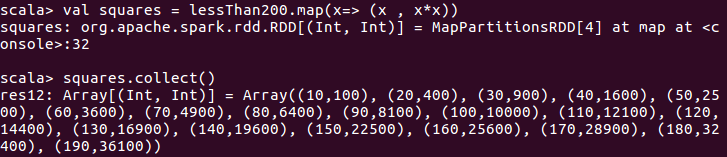 scala> val squares = lessThan200.map(x=> (x , x*x))
squares: org.apache.spark.rdd.RDD[(Int, Int)] = MapPartitionsRDD[4] at map at <c
onsole>:32
scala> squares.collect()
res12: Array[(Int, Int)] = Array((10,100), (20,400), (30,900), (40,1600), (50,25
00), (60,3600), (70,4900), (80,6400), (90,8100), (100,10000), (110,12100), (120,
14400), (130,16900), (140,19600), (150,22500), (160,25600), (170,28900), (180,32
400), (190,36100))